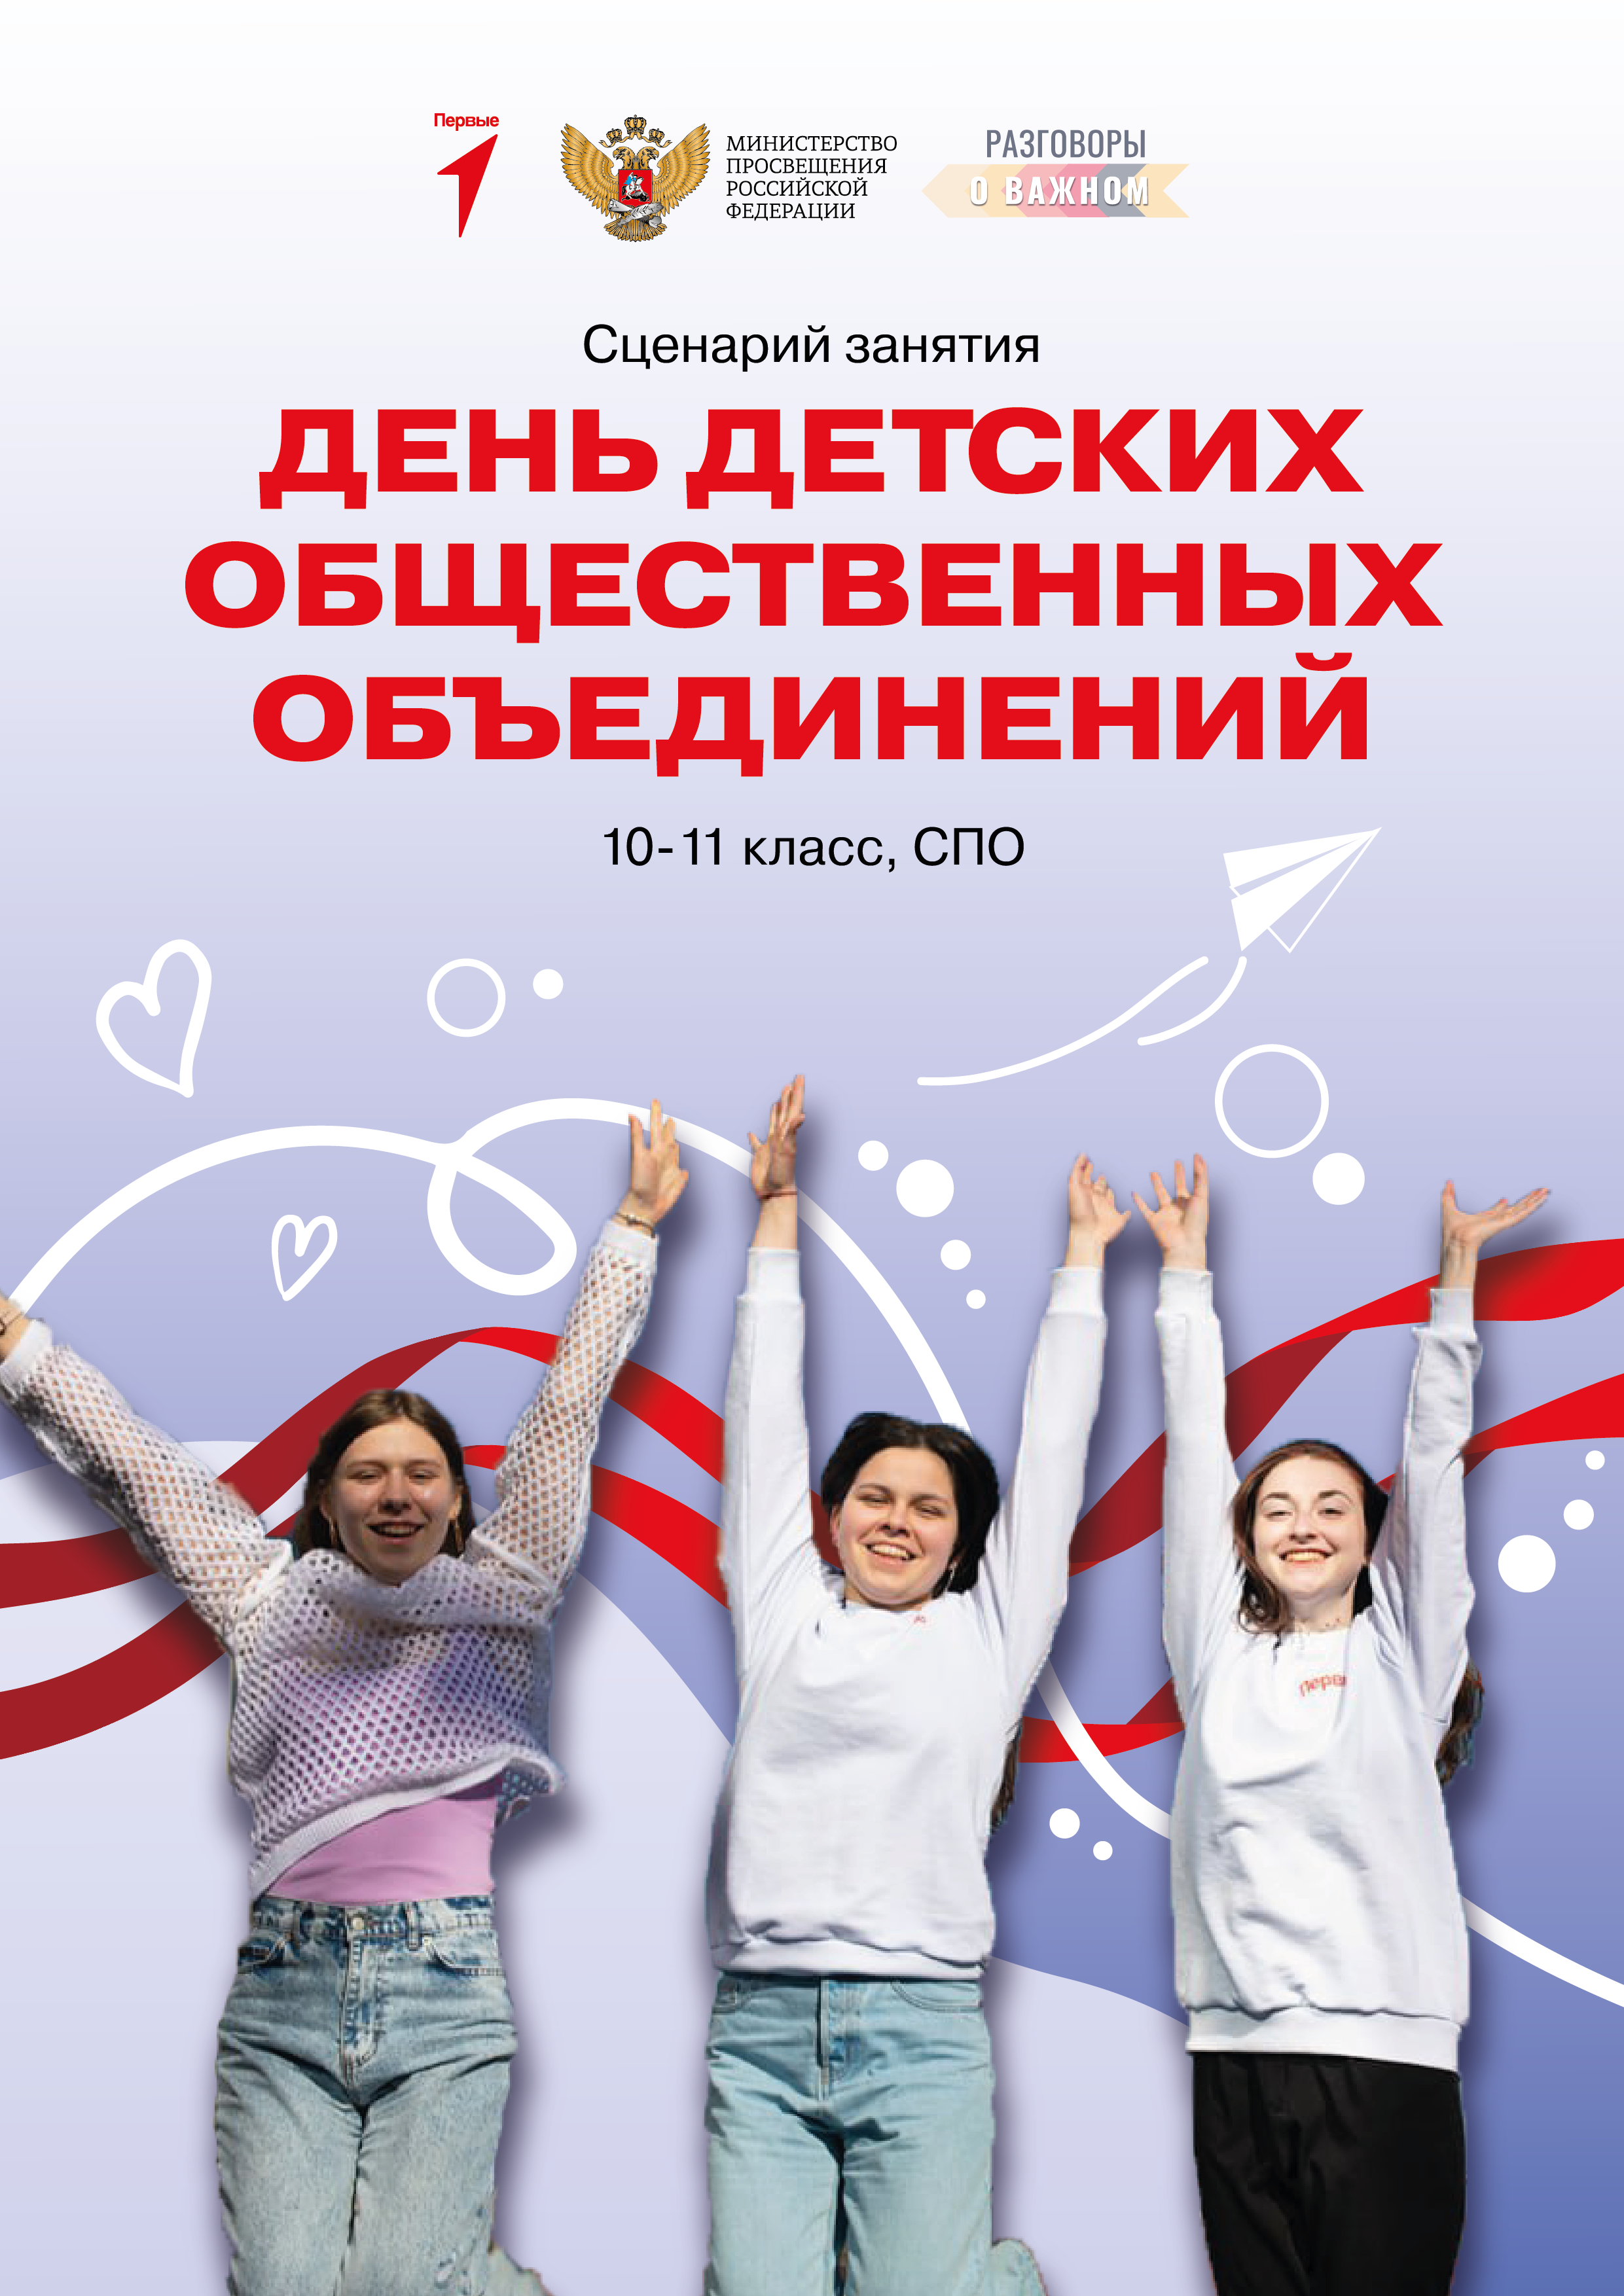 Первые
МИНИСТЕРСТВО
ПРОСВЕЩЕНИЯ
РОССИЙСКОЙ
ФЕДЕРАЦИИ
РАЗГОВОРЫ
О ВАЖНОМ
Сценарий занятия
ДЕНЬ ДЕТСКИХ
ОБЩЕСТВЕННЫХ
ОБЪЕДИНЕНИЙ
10-11 класс, СПО